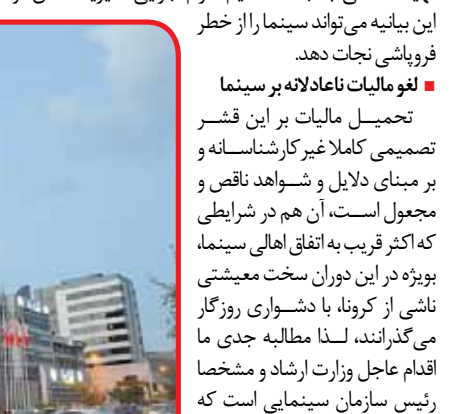 این بیانیه می‌تواند سینما را از خطر
فروپاشی نجات دهد.
■ لغو مالیات ناعادلانه بر سینما
تحمیل مالیات بر این قشر
تصمیمی کاملا غیر کارشناسانه و
بر مبنای دلایل و شواهد ناقص و
مجعول است، آن هم در شرایطی
که اکثر قریب به اتفاق اهالی سینما،
بویژه در این دوران سخت معیشتی
ناشی از کرونا، با دشواری روزگار
می‌گذرانند، لذا مطالبه جدی ما
اقدام عاجل وزارت ارشاد و مشخصا
رئیس سازمان سینمایی است که